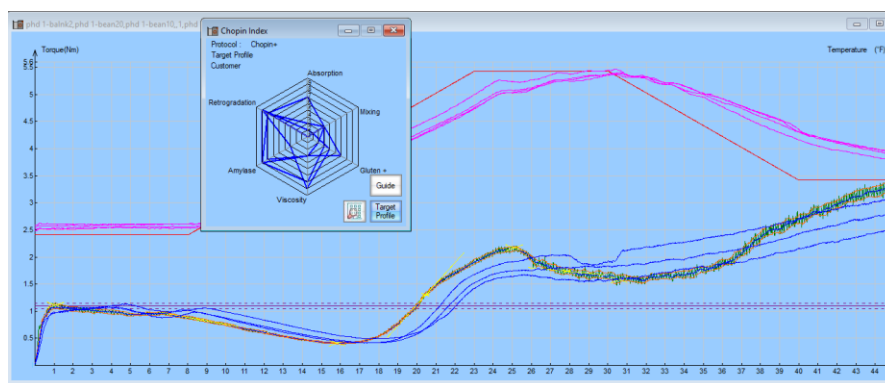 phd 1-balnk2,phd 1-bean20,phd 1-bean10,_1,phd
Chopin Index
Protocol : Chopin+
Target Profile
Customer
Absorption
Retrogradation
Mixing
Amylase
Gluten +
Viscosity
Guide
Target
Profile
Torque(Nm)
Temperature (°F)
5.6
5.5
5
4.5
4
3.5
3
2.5
2
1.5
1
0.5
1 2 3 4 5 6 7 8 9 10 11 12 13 14 15 16 17 18 19 20 21 22 23 24 25 26 27 28 29 30 31 32 33 34 35 36 37 38 39 40 41 42 43 44